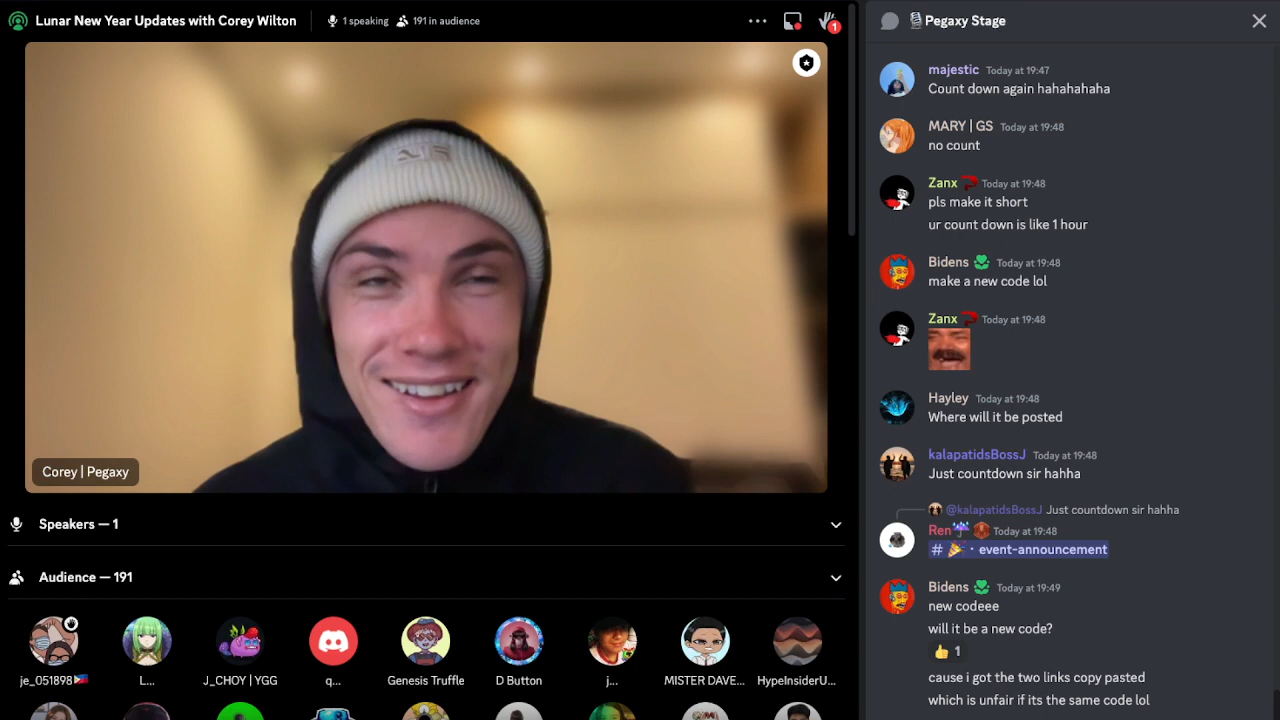 Lunar New Year Updates with Corey Wilton
1 speaking
191 in audience
1
Corey | Pegaxy
Speakers — 1
Audience — 191
je_051898
L...
J_CHOY | YGG
q...
Genesis Truffle
D Button
j...
MISTER DAVE...
HypeInsiderU...
Pegaxy Stage
majestic Today at 19:47
Count down again hahahahaha
MARY | GS Today at 19:48
no count
Zanx Today at 19:48
pls make it short
ur count down is like 1 hour
Bidens Today at 19:48
make a new code lol
Zanx Today at 19:48
Hayley Today at 19:48
Where will it be posted
kalapatidsBossJ Today at 19:48
Just countdown sir hahha
@kalapatidsBossJ Just countdown sir hahha
Ren Today at 19:48
# 🎉・event-announcement
Bidens Today at 19:49
new codeee
will it be a new code?
👍 1
cause i got the two links copy pasted
which is unfair if its the same code lol